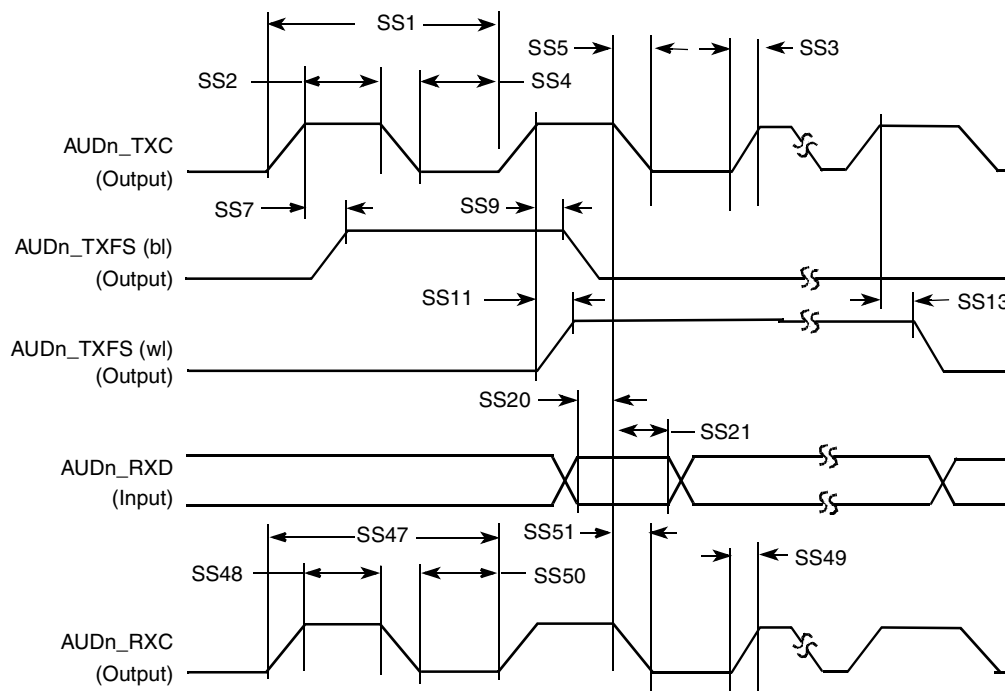 SS1
SS5
SS3
SS2
SS4
AUDn_TXC
(Output)
SS7
SS9
AUDn_TXFS (bl)
(Output)
SS11
SS13
AUDn_TXFS (wl)
(Output)
SS20
SS21
AUDn_RXD
(Input)
SS47
SS51
SS49
SS48
SS50
AUDn_RXC
(Output)